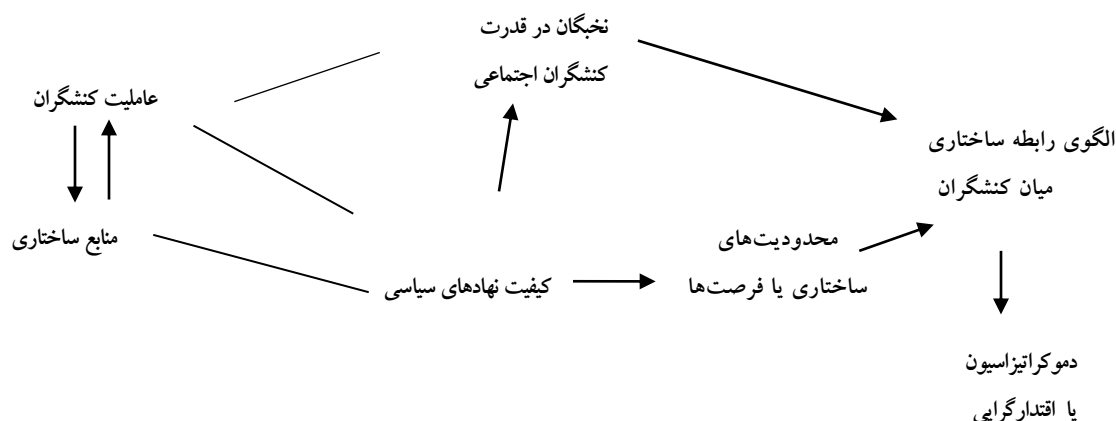 نخبگان در قدرت
کنشگران اجتماعی
عاملیت کنشگران
الگوی رابطه ساختاری
میان کنشگران
منابع ساختاری
محدودیت‌های
ساختاری یا فرصت‌ها
کیفیت نهادهای سیاسی
دموکراتیزاسیون
یا اقتدارگرایی